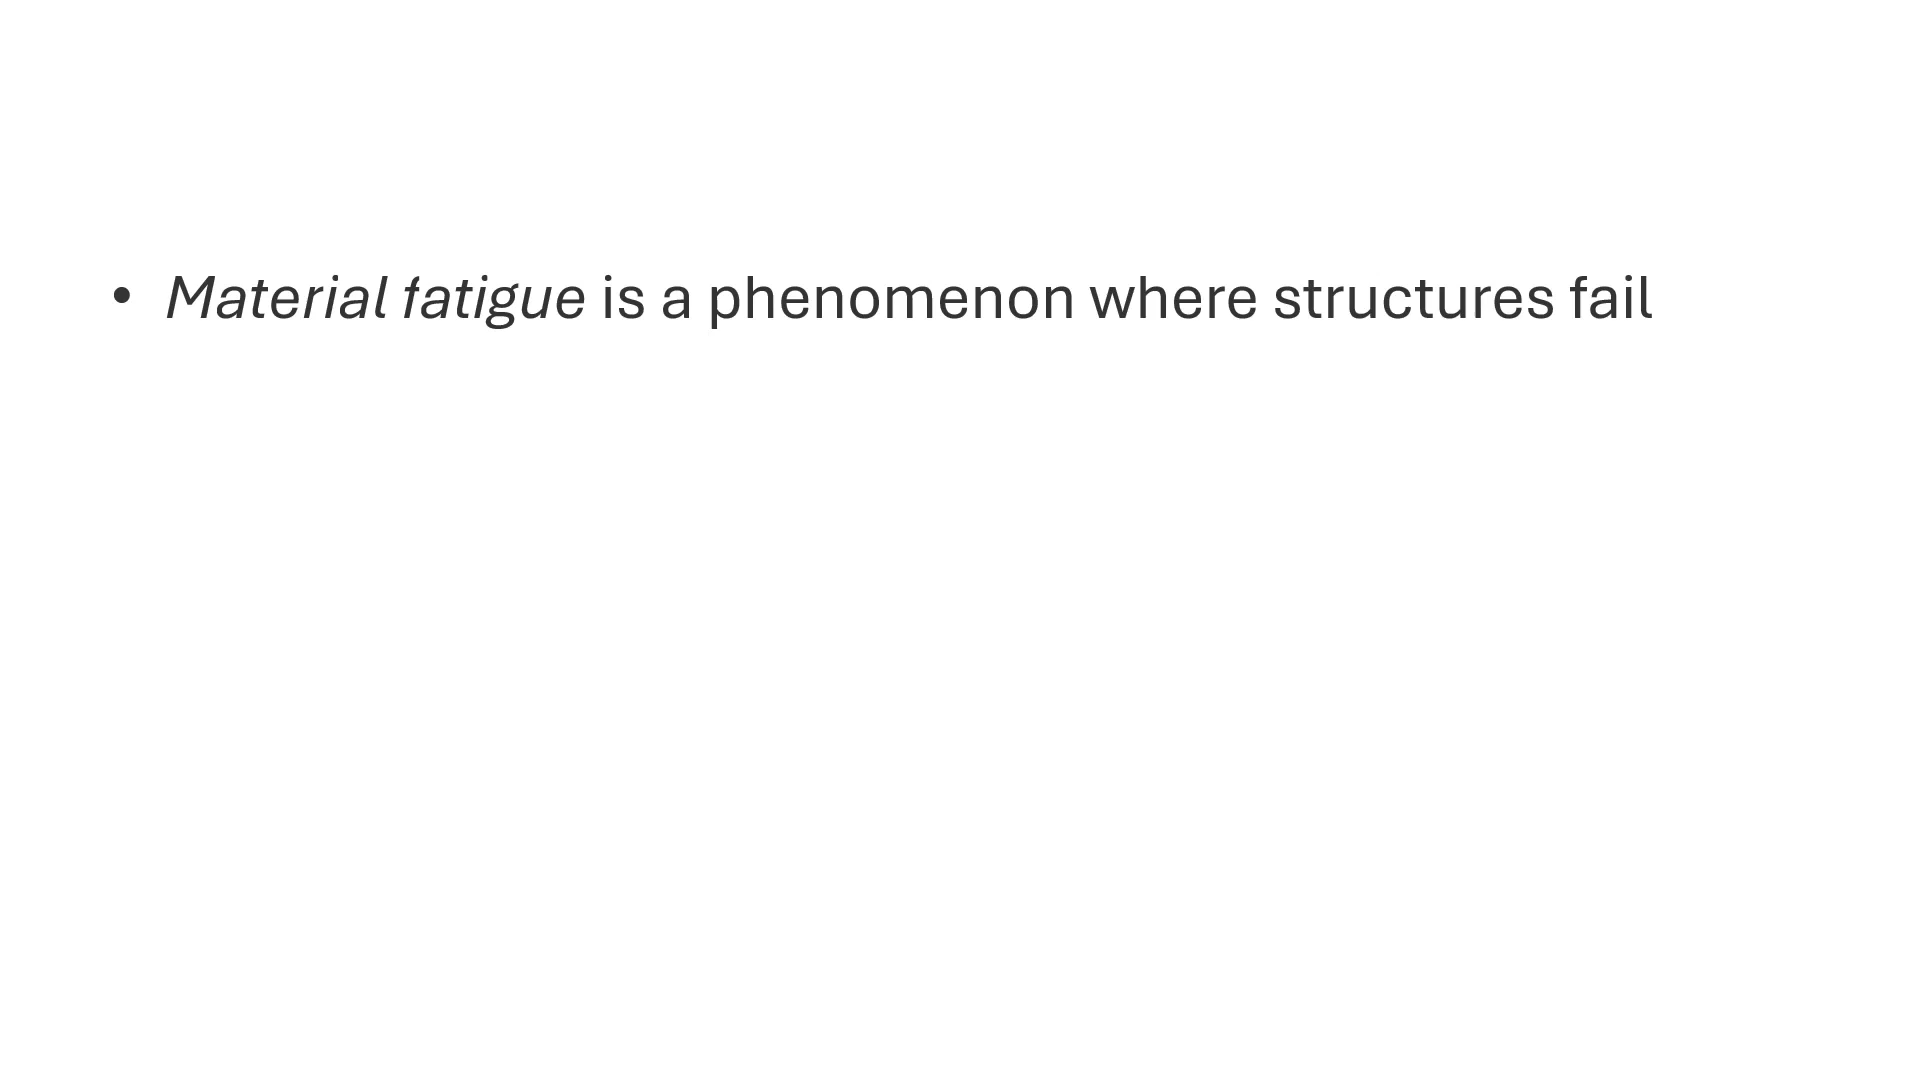 • Material fatigue is a phenomenon where structures fail